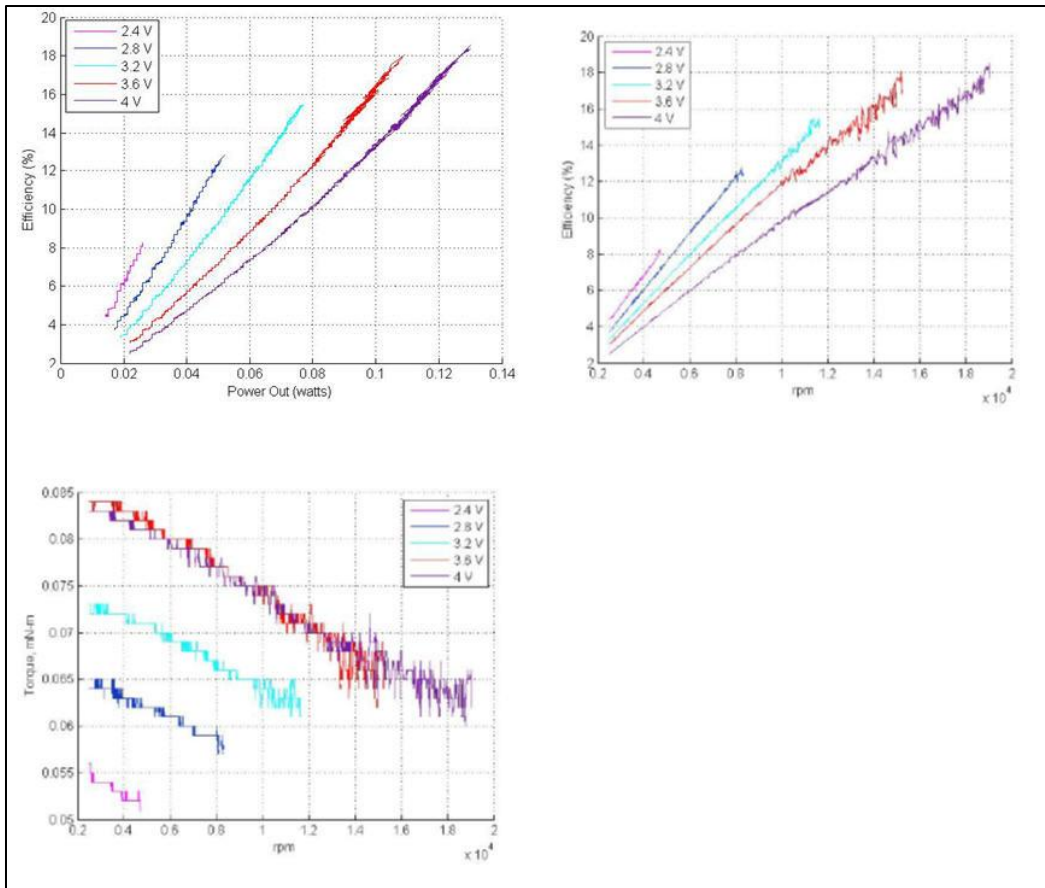 Efficiency (%)
20
18
16
14
12
10
8
6
4
2
2.4 V
2.8 V
3.2 V
3.6 V
4 V
0 0.02 0.04 0.06 0.08 0.1 0.12 0.14
Power Out (watts)
Efficiency (%)
20
18
16
14
12
10
8
6
4
2
2.4 V
2.8 V
3.2 V
3.6 V
4 V
0.2 0.4 0.6 0.8 1 1.2 1.4 1.6 1.8 2
rpm
x 10⁴
Torque, mN-m
0.085
0.08
0.075
0.07
0.065
0.06
0.055
0.05
2.4 V
2.8 V
3.2 V
3.6 V
4 V
0.2 0.4 0.6 0.8 1 1.2 1.4 1.6 1.8 2
rpm
x 10⁴